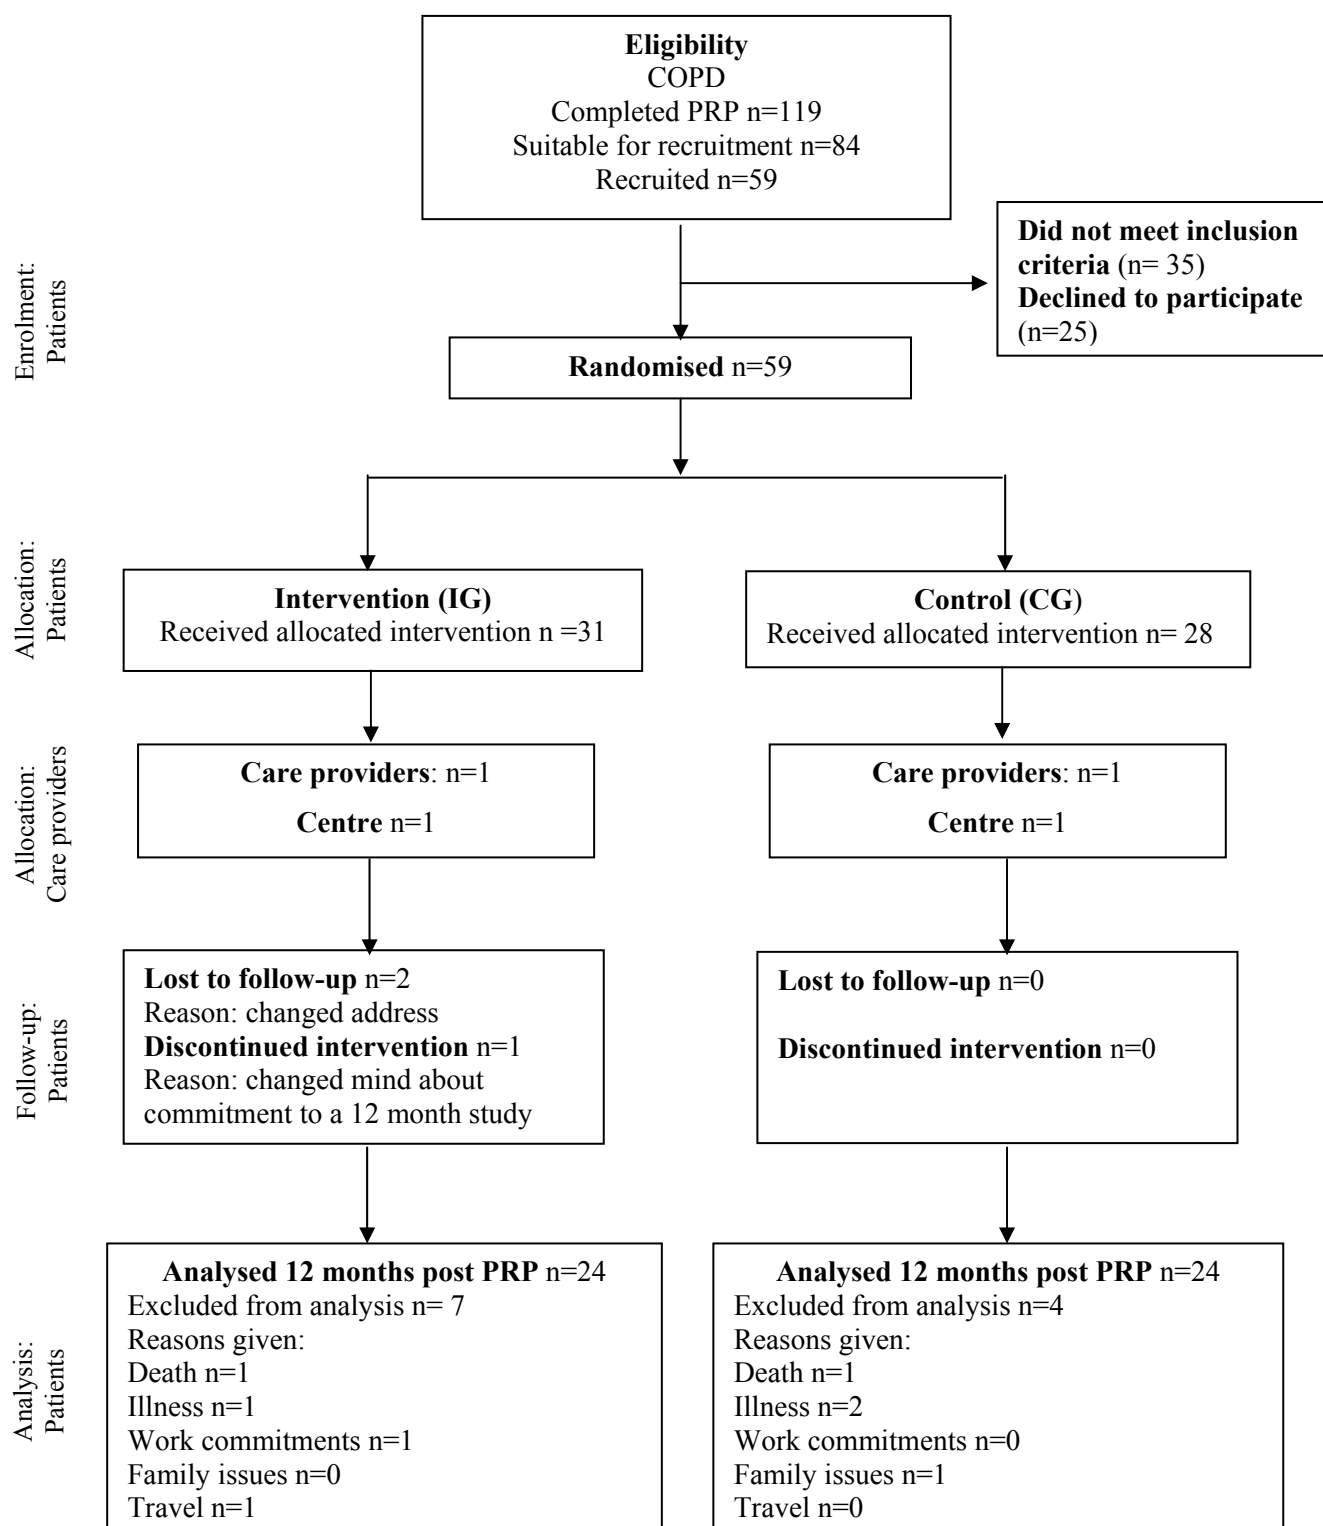 Eligibility
COPD
Completed PRP n=119
Suitable for recruitment n=84
Recruited n=59
Did not meet inclusion
criteria (n= 35)
Declined to participate
(n=25)
Enrolment:
Patients
Randomised n=59
Allocation:
Patients
Intervention (IG)
Received allocated intervention n =31
Control (CG)
Received allocated intervention n= 28
Allocation:
Care providers
Care providers: n=1
Centre n=1
Care providers: n=1
Centre n=1
Follow-up:
Patients
Lost to follow-up n=2
Reason: changed address
Discontinued intervention n=1
Reason: changed mind about
commitment to a 12 month study
Lost to follow-up n=0
Discontinued intervention n=0
Analysis:
Patients
Analysed 12 months post PRP n=24
Excluded from analysis n= 7
Reasons given:
Death n=1
Illness n=1
Work commitments n=1
Family issues n=0
Travel n=1
Analysed 12 months post PRP n=24
Excluded from analysis n=4
Reasons given:
Death n=1
Illness n=2
Work commitments n=0
Family issues n=1
Travel n=0